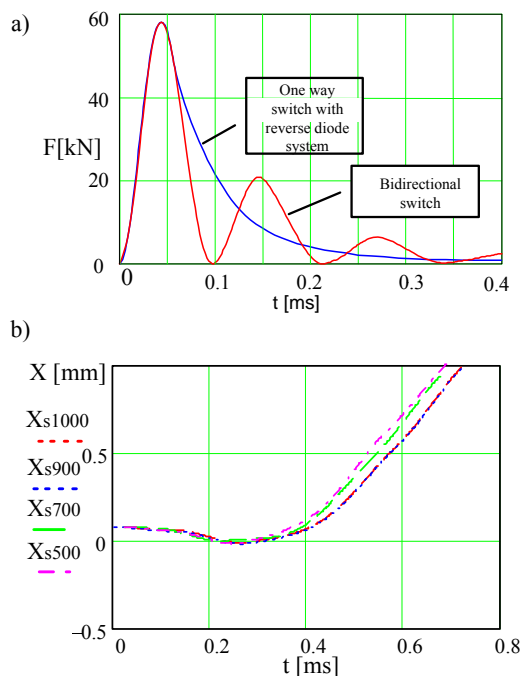 a)
60
40
F[kN]
20
0
One way
switch with
reverse diode
system
Bidirectional
switch
0
0.1
0.2
0.3
0.4
t [ms]
b)
X [mm]
Xs1000
Xs900
Xs700
Xs500
0.5
0
–0.5
0
0.2
0.4
0.6
0.8
t [ms]